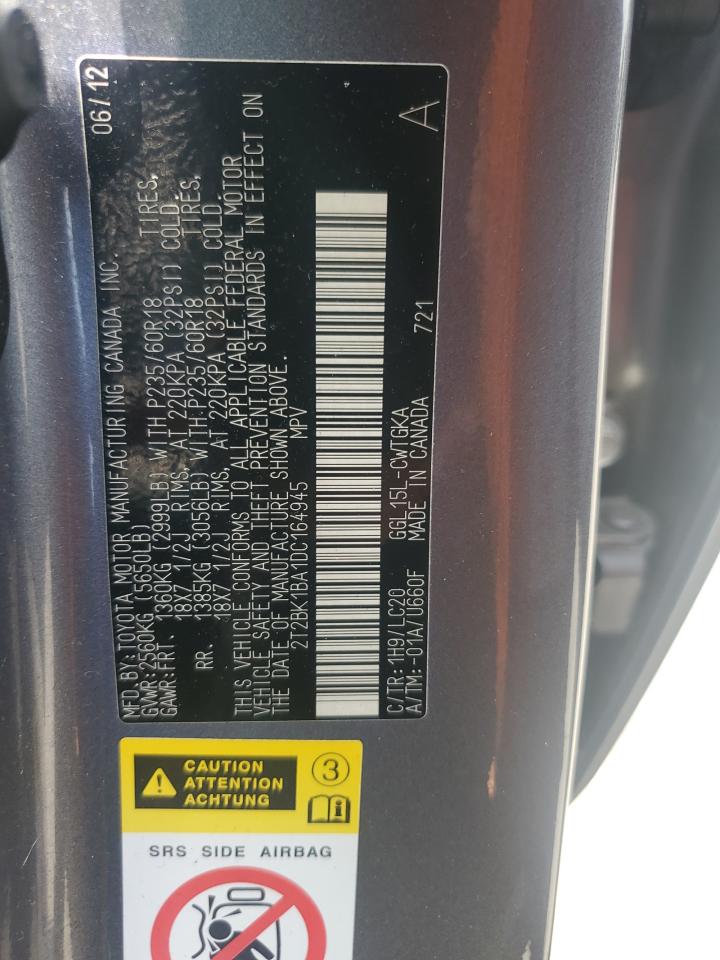 MFD.BY:TOYOTA MOTOR MANUFACTURING CANADA INC. 06/12
GVWR:2560KG (5650LB)
GAWR:FRT. 1360KG (2999LB) WITH P235/60R18 TIRES,
18X7 1/2J RIMS, AT 220KPA (32PSI) COLD.
RR. 1385KG (3056LB) WITH P235/60R18 TIRES,
18X7 1/2J RIMS, AT 220KPA (32PSI) COLD.
THIS VEHICLE CONFORMS TO ALL APPLICABLE FEDERAL MOTOR
VEHICLE SAFETY AND THEFT PREVENTION STANDARDS IN EFFECT ON
THE DATE OF MANUFACTURE SHOWN ABOVE.
2T2BK1BA1DC164945 MPV
C/TR:1H9/LC20 GGL15L-CWTGKA
A/TM:-01A/U660F MADE IN CANADA 721 A
CAUTION
ATTENTION
ACHTUNG
3
i
SRS SIDE AIRBAG